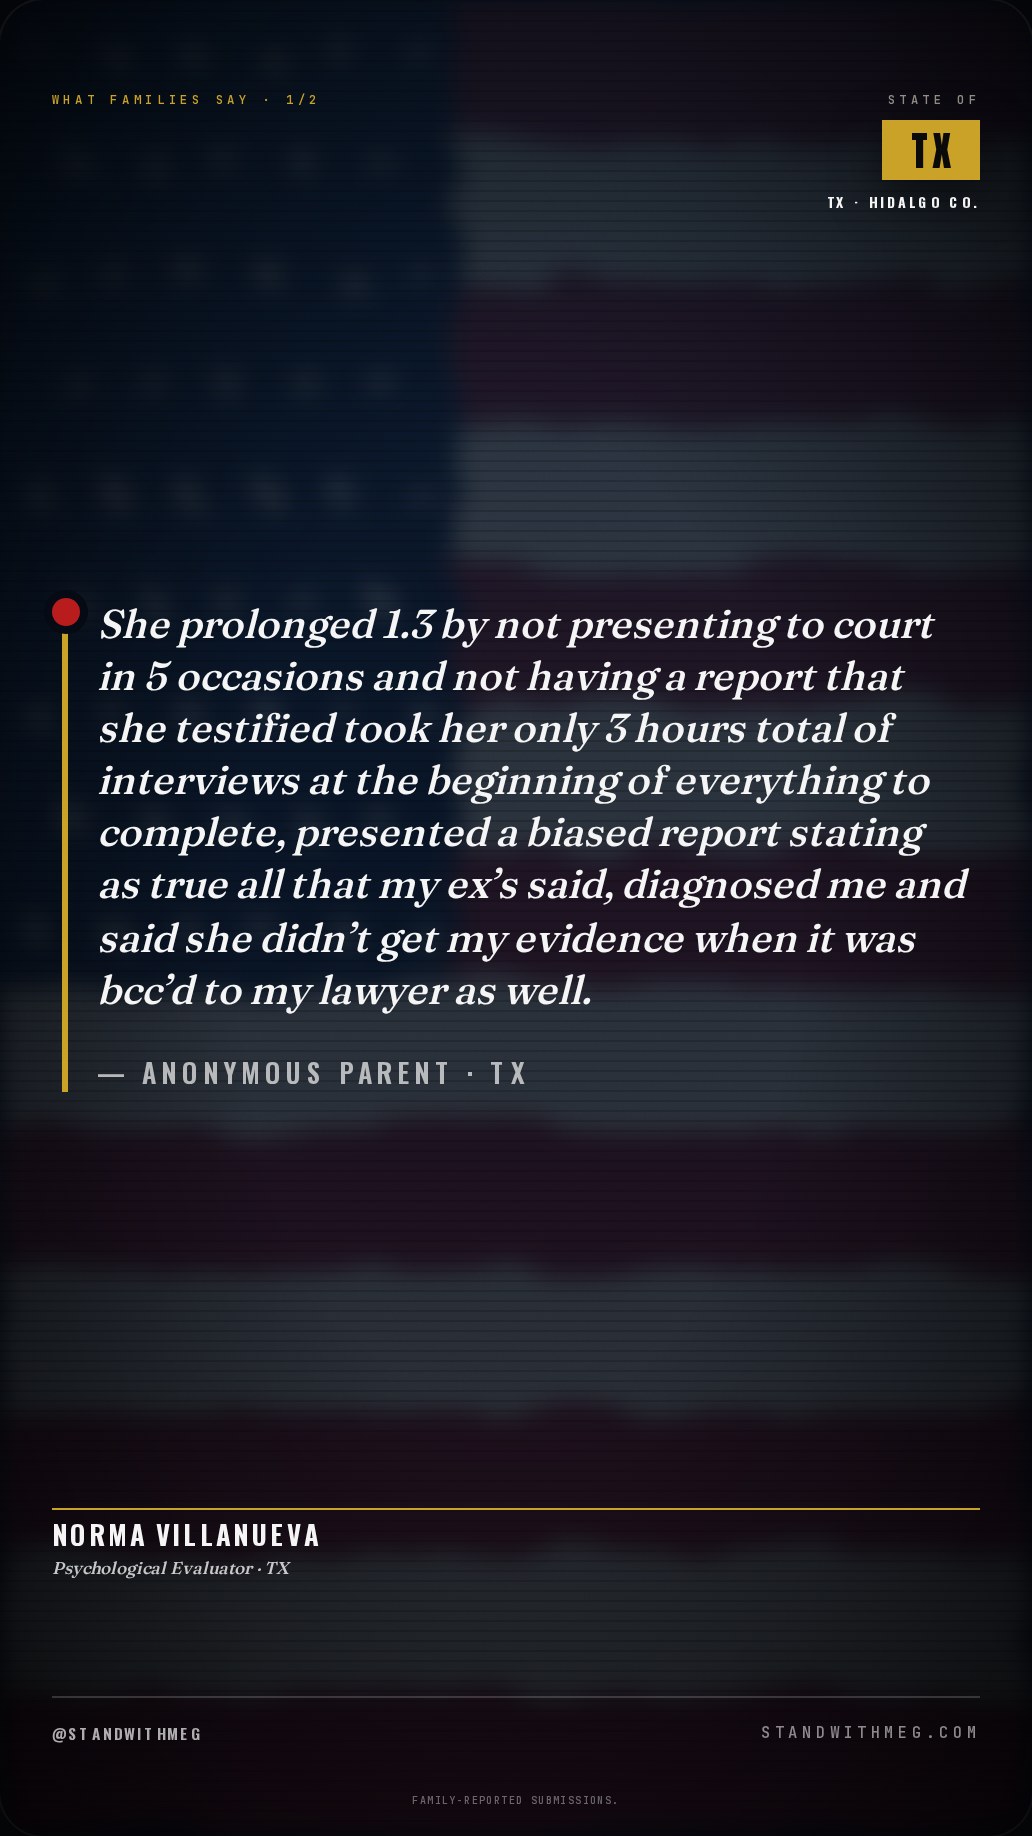 WHAT FAMILIES SAY · 1/2
STATE OF
TX
TX · HIDALGO CO.
She prolonged 1.3 by not presenting to court
in 5 occasions and not having a report that
she testified took her only 3 hours total of
interviews at the beginning of everything to
complete, presented a biased report stating
as true all that my ex’s said, diagnosed me and
said she didn’t get my evidence when it was
bcc’d to my lawyer as well.
— ANONYMOUS PARENT · TX
NORMA VILLANUEVA
Psychological Evaluator · TX
@STANDWITHMEG
STANDWITHMEG.COM
FAMILY-REPORTED SUBMISSIONS.